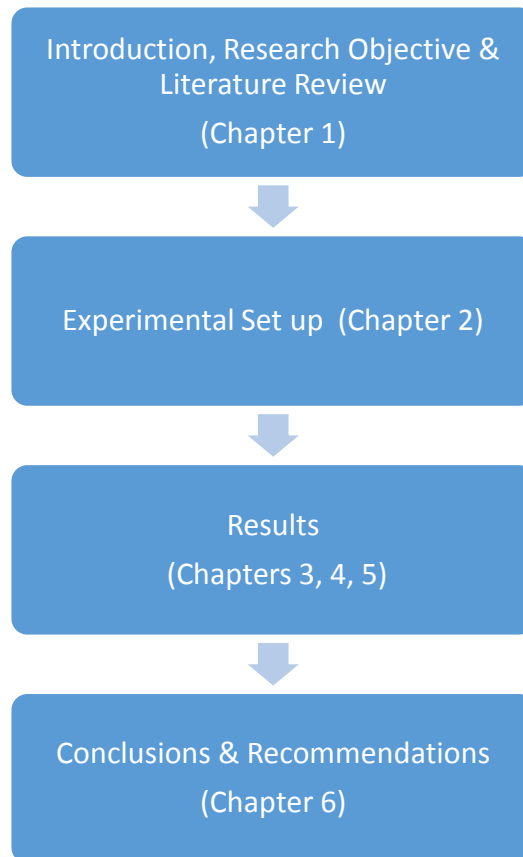 Introduction, Research Objective &
Literature Review
(Chapter 1)
Experimental Set up  (Chapter 2)
Results
(Chapters 3, 4, 5)
Conclusions & Recommendations
(Chapter 6)